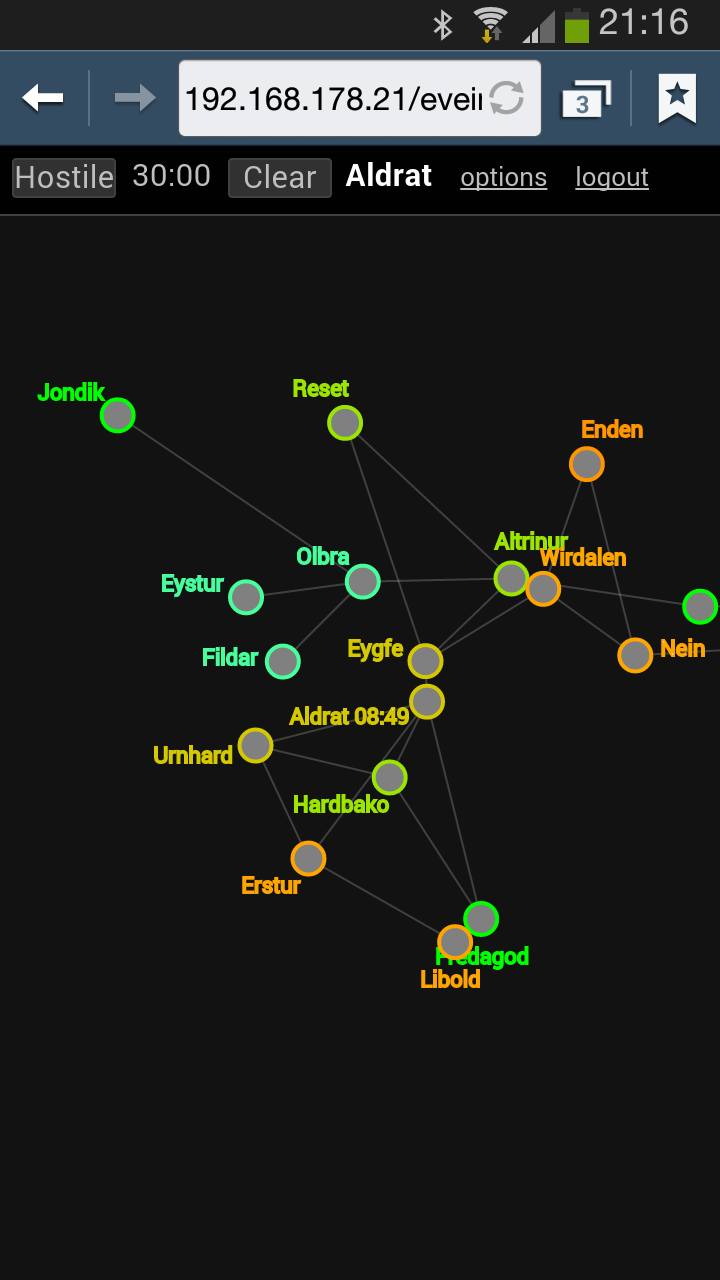 21:16
192.168.178.21/evei
3
Hostile 30:00 Clear Aldrat options logout
Jondik
Reset
Enden
Altrinur
Olbra
Wirdalen
Eystur
Eygfe
Nein
Fildar
Aldrat 08:49
Urnhard
Hardbako
Erstur
Fredagod
Libold